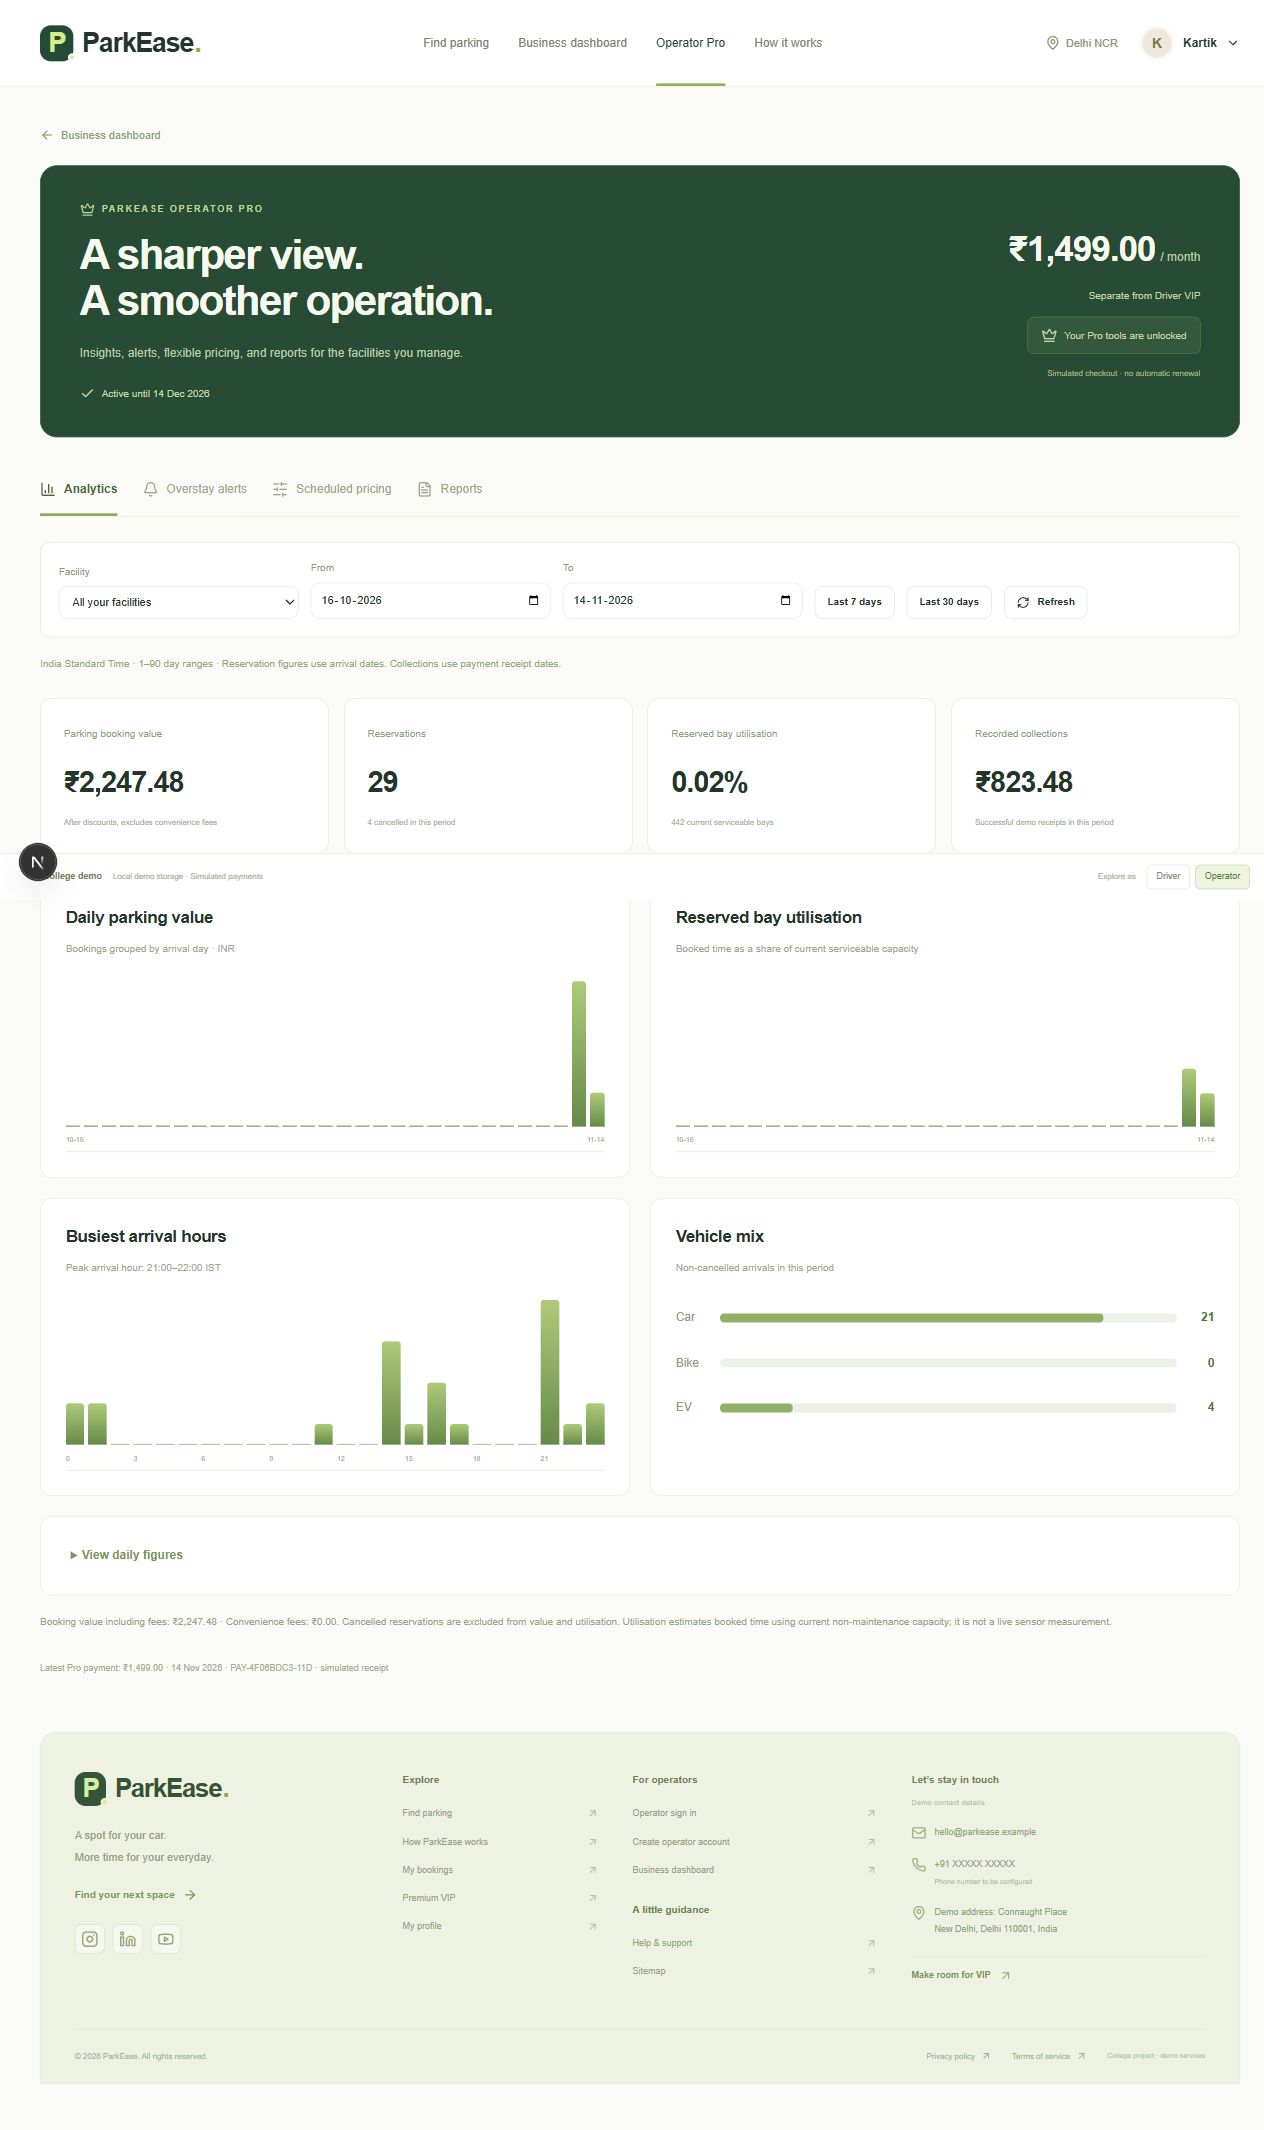 P ParkEase.
Find parking
Business dashboard
Operator Pro
How it works
Delhi NCR
K
Kartik
Business dashboard
PARKEASE OPERATOR PRO
A sharper view.
A smoother operation.
Insights, alerts, flexible pricing, and reports for the facilities you manage.
Active until 14 Dec 2026
₹1,499.00 / month
Separate from Driver VIP
Your Pro tools are unlocked
Simulated checkout · no automatic renewal
Analytics
Overstay alerts
Scheduled pricing
Reports
Facility
All your facilities
From
16-10-2026
To
14-11-2026
Last 7 days
Last 30 days
Refresh
India Standard Time · 1–90 day ranges · Reservation figures use arrival dates. Collections use payment receipt dates.
Parking booking value
₹2,247.48
After discounts, excludes convenience fees
Reservations
29
4 cancelled in this period
Reserved bay utilisation
0.02%
442 current serviceable bays
Recorded collections
₹823.48
Successful demo receipts in this period
N
ollege demo
Local demo storage · Simulated payments
Explore as
Driver
Operator
Daily parking value
Bookings grouped by arrival day · INR
10-16
11-14
Reserved bay utilisation
Booked time as a share of current serviceable capacity
10-16
11-14
Busiest arrival hours
Peak arrival hour: 21:00–22:00 IST
0
3
6
9
12
15
18
21
Vehicle mix
Non-cancelled arrivals in this period
Car 21
Bike 0
EV 4
View daily figures
Booking value including fees: ₹2,247.48 · Convenience fees: ₹0.00. Cancelled reservations are excluded from value and utilisation. Utilisation estimates booked time using current non-maintenance capacity; it is not a live sensor measurement.
Latest Pro payment: ₹1,499.00 · 14 Nov 2026 · PAY-4F06BDC3-11D · simulated receipt
P ParkEase.
A spot for your car.
More time for your everyday.
Find your next space
Explore
Find parking
How ParkEase works
My bookings
Premium VIP
My profile
For operators
Operator sign in
Create operator account
Business dashboard
A little guidance
Help & support
Sitemap
Let's stay in touch
Demo contact details
hello@parkease.example
+91 XXXXX XXXXX
Phone number to be configured
Demo address: Connaught Place
New Delhi, Delhi 110001, India
Make room for VIP
© 2026 ParkEase. All rights reserved.
Privacy policy
Terms of service
College project · demo services